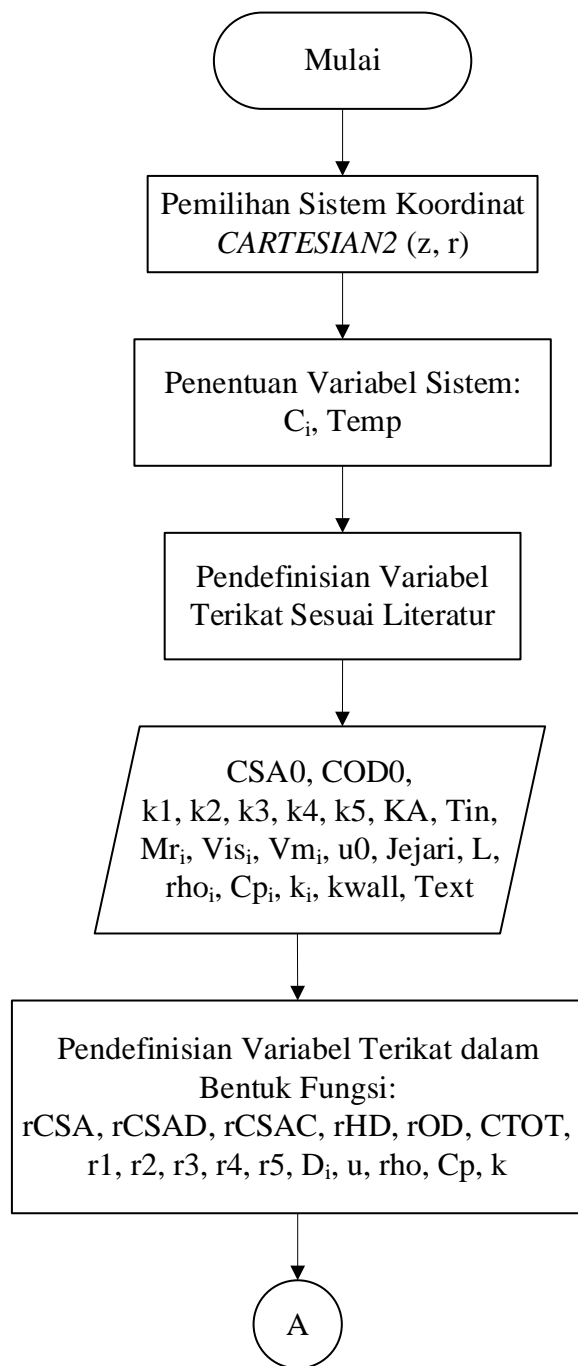 Mulai
Pemilihan Sistem Koordinat
CARTESIAN2 (z, r)
Penentuan Variabel Sistem:
Cᵢ, Temp
Pendefinisian Variabel
Terikat Sesuai Literatur
CSA0, COD0,
k1, k2, k3, k4, k5, KA, Tin,
Mrᵢ, Visᵢ, Vmᵢ, u0, Jejari, L,
rhoᵢ, Cpᵢ, kᵢ, kwall, Text
Pendefinisian Variabel Terikat dalam
Bentuk Fungsi:
rCSA, rCSAD, rCSAC, rHD, rOD, CTOT,
r1, r2, r3, r4, r5, Dᵢ, u, rho, Cp, k
A